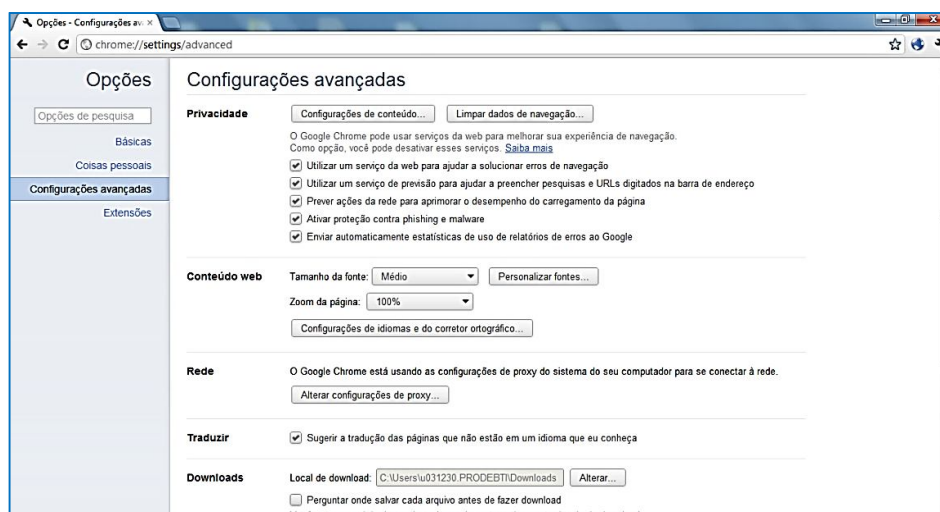 Opções - Configurações av
chrome://settings/advanced
Opções
Opções de pesquisa
Básicas
Coisas pessoais
Configurações avançadas
Extensões
Configurações avançadas
Privacidade
Configurações de conteúdo...
Limpar dados de navegação...
O Google Chrome pode usar serviços da web para melhorar sua experiência de navegação.
Como opção, você pode desativar esses serviços. Saiba mais
Utilizar um serviço da web para ajudar a solucionar erros de navegação
Utilizar um serviço de previsão para ajudar a preencher pesquisas e URLs digitados na barra de endereço
Prever ações da rede para aprimorar o desempenho do carregamento da página
Ativar proteção contra phishing e malware
Enviar automaticamente estatísticas de uso de relatórios de erros ao Google
Conteúdo web
Tamanho da fonte: Médio
Personalizar fontes...
Zoom da página: 100%
Configurações de idiomas e do corretor ortográfico...
Rede
O Google Chrome está usando as configurações de proxy do sistema do seu computador para se conectar à rede.
Alterar configurações de proxy...
Traduzir
Sugerir a tradução das páginas que não estão em um idioma que eu conheça
Downloads
Local de download: C:\Users\u031230.PRODEBTI\Downloads
Alterar...
Perguntar onde salvar cada arquivo antes de fazer download